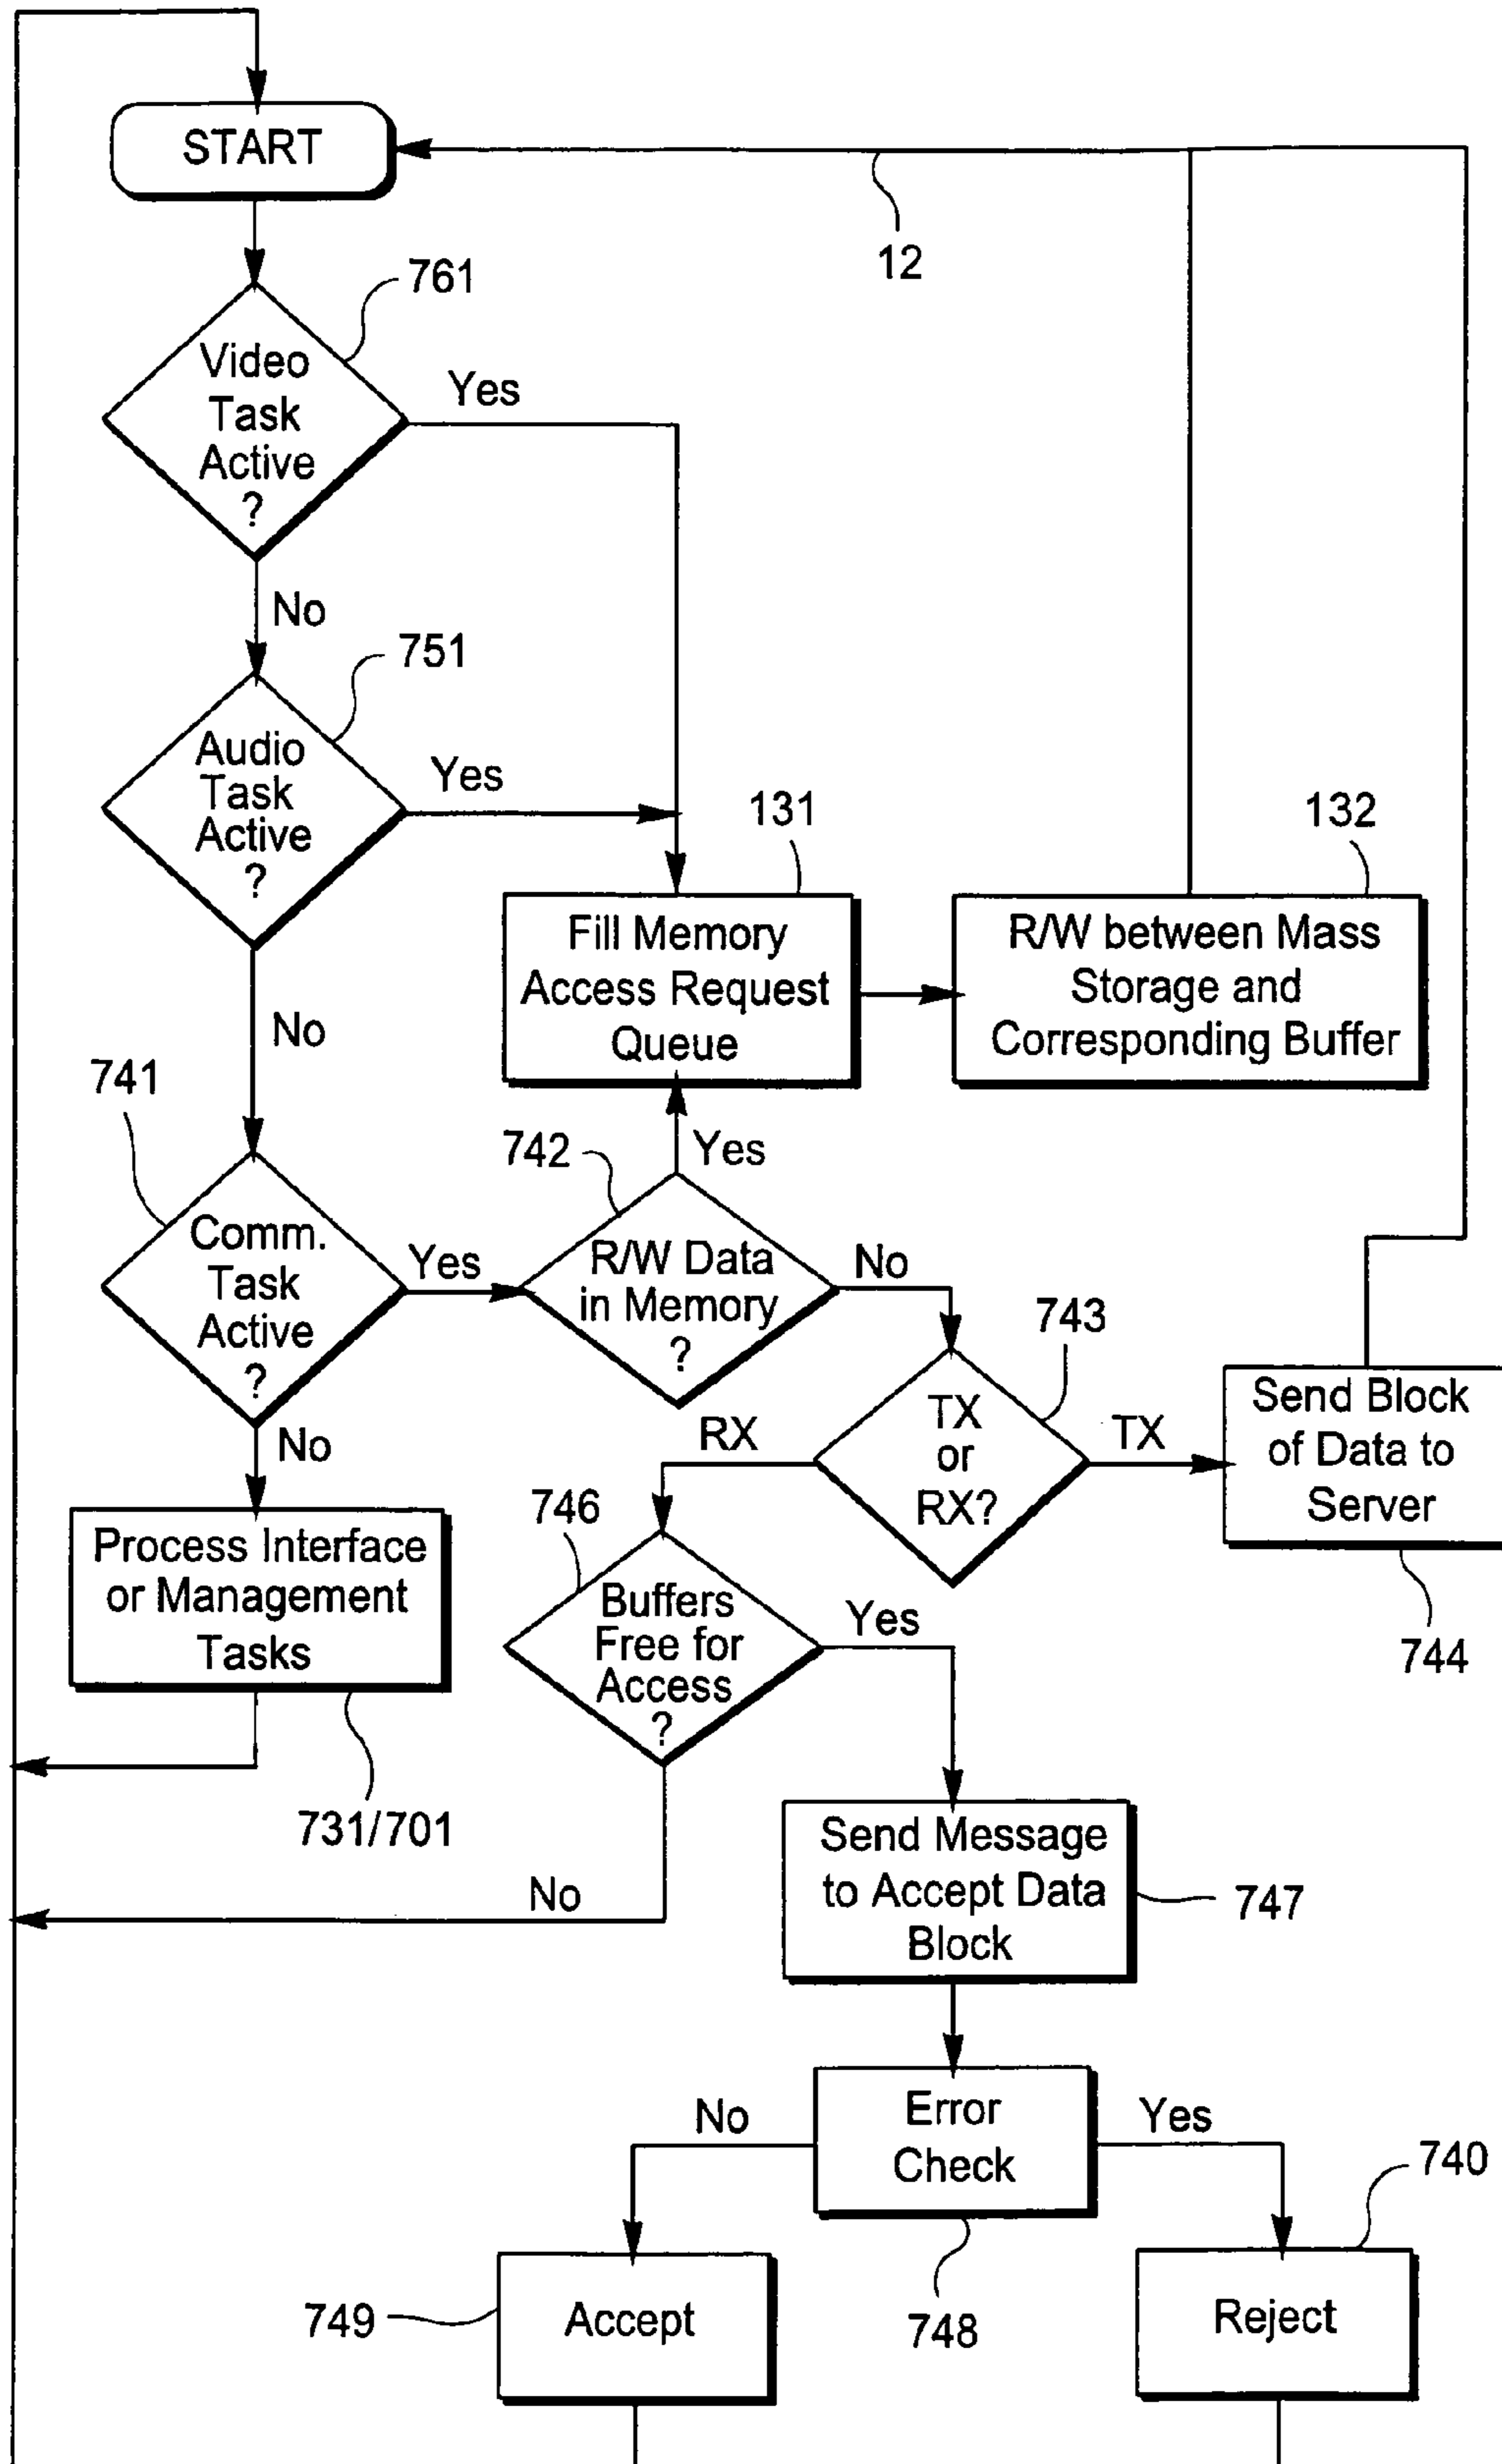 START
12
761
Video
Task
Active
?
Yes
No
751
Audio
Task
Active
?
Yes
No
131
Fill Memory
Access Request
Queue
132
R/W between Mass
Storage and
Corresponding Buffer
741
Comm.
Task
Active
?
Yes
No
742
R/W Data
in Memory
?
Yes
No
743
TX
or
RX?
RX
TX
Send Block
of Data to
Server
744
Process Interface
or Management
Tasks
731/701
746
Buffers
Free for
Access
?
Yes
No
Send Message
to Accept Data
Block
747
Error
Check
748
No
Yes
749
Accept
740
Reject